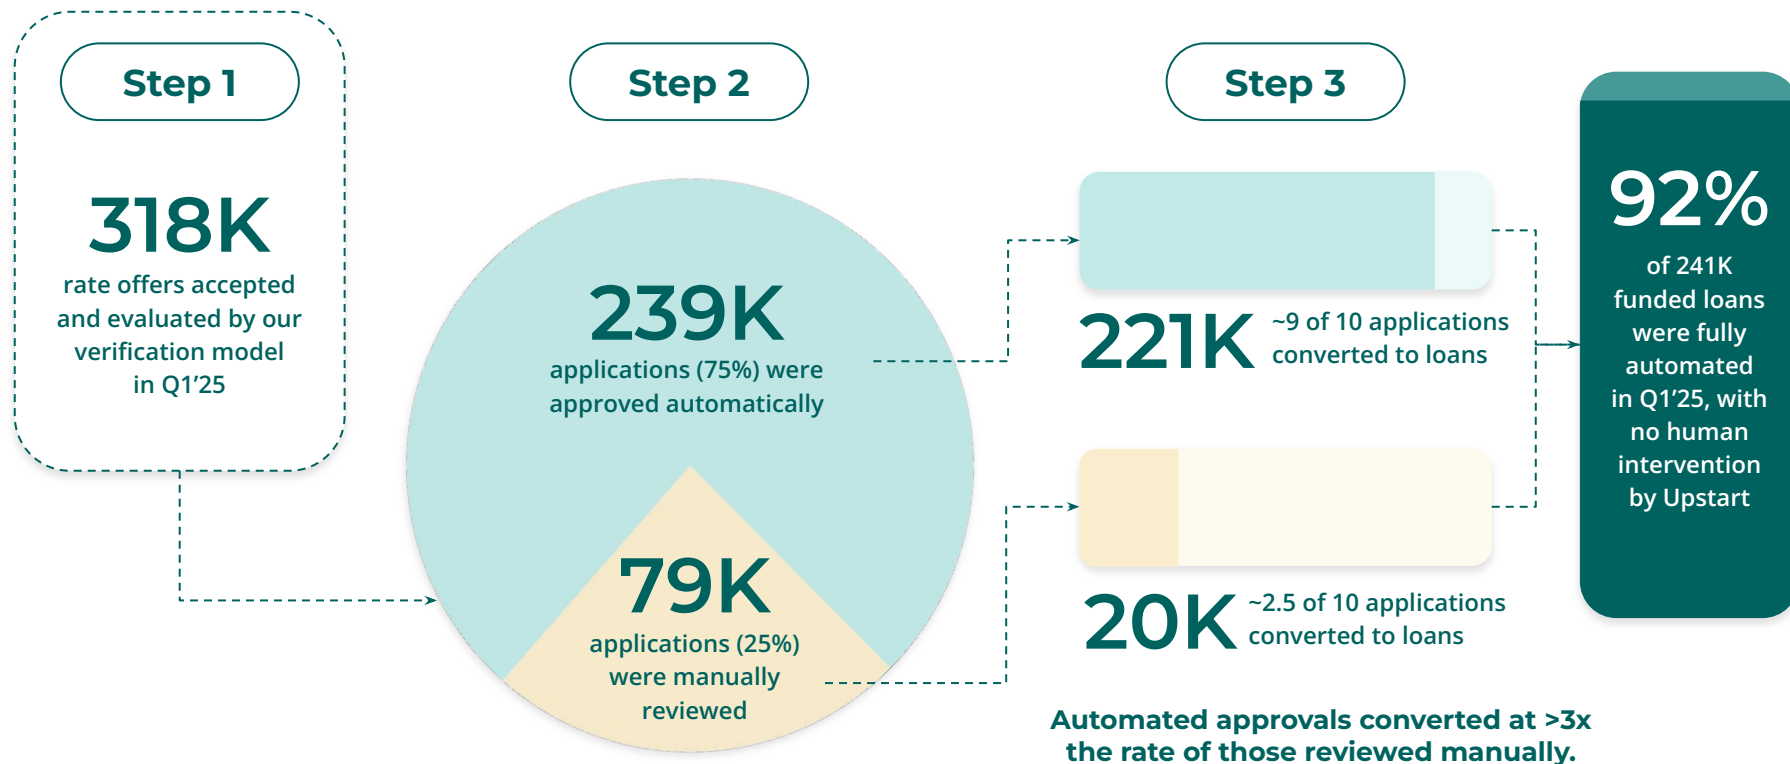 Step 1
318K
rate offers accepted
and evaluated by our
verification model
in Q1’25
Step 2
239K
applications (75%) were
approved automatically
79K
applications (25%)
were manually
reviewed
Step 3
221K
~9 of 10 applications
converted to loans
20K
~2.5 of 10 applications
converted to loans
Automated approvals converted at >3x
the rate of those reviewed manually.
92%
of 241K
funded loans
were fully
automated
in Q1’25, with
no human
intervention
by Upstart